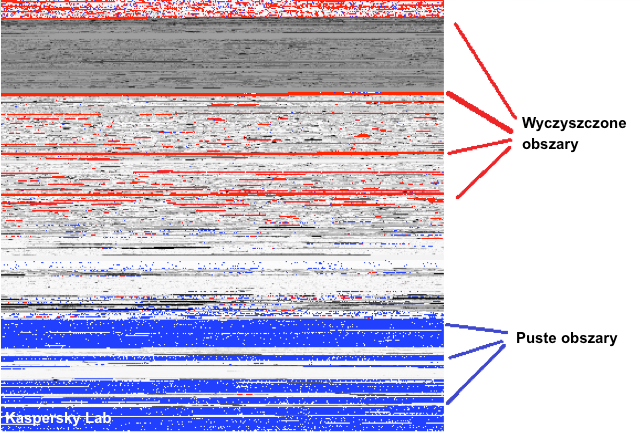 Wyczyszczone
obszary
Puste obszary
Kaspersky Lab